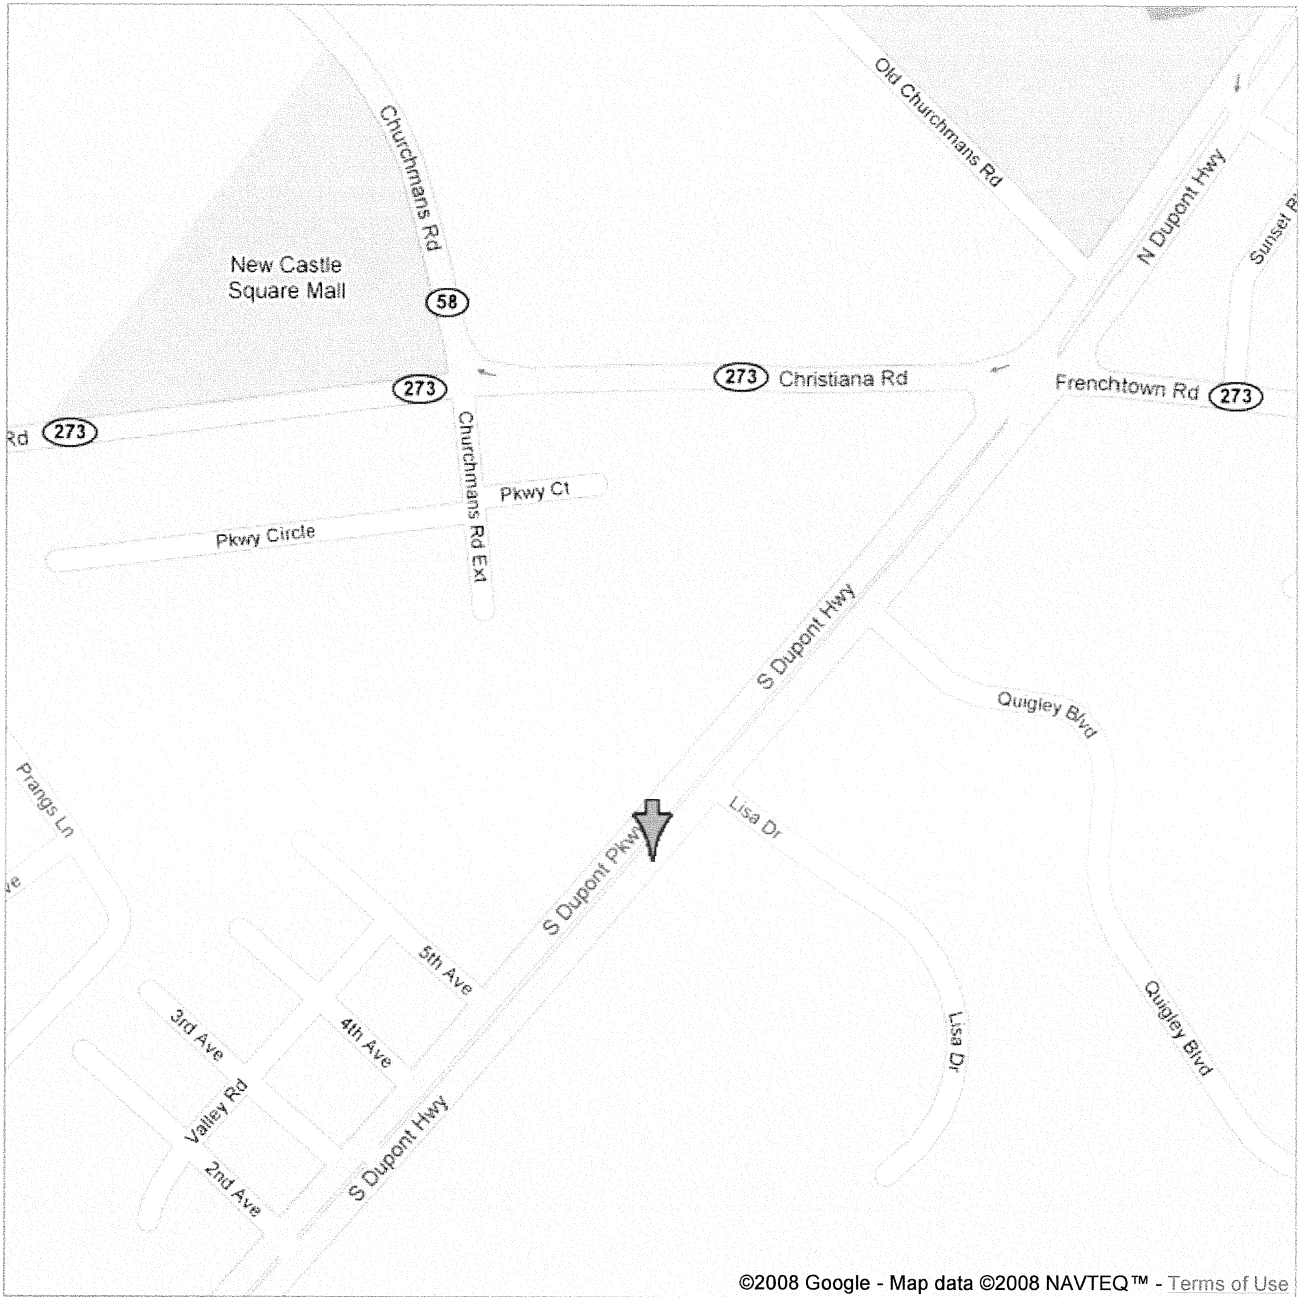 Old Churchmans Rd
Churchmans Rd
N Dupont Hwy
Sunset
New Castle
Square Mall
58
273
Christiana Rd
273
Frenchtown Rd
273
Rd
273
Churchmans Rd Ext
Pkwy Ct
Pkwy Circle
S Dupont Hwy
Quigley Blvd
Prangs Ln
ve
Lisa Dr
S Dupont Pkwy
5th Ave
3rd Ave
4th Ave
Lisa Dr
Quigley Blvd
Valley Rd
S Dupont Hwy
2nd Ave
©2008 Google - Map data ©2008 NAVTEQ™ - Terms of Use